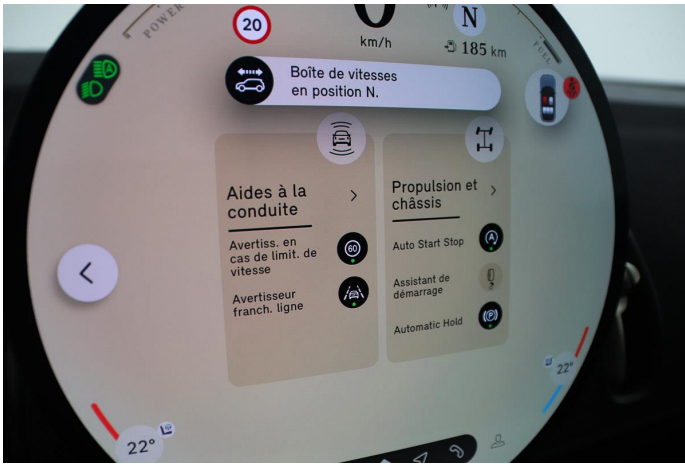 POWER
20
0
N
km/h
185 km
FUEL
Boîte de vitesses
en position N.
Aides à la
conduite
Avertiss. en
cas de limit. de
vitesse
60
Avertisseur
franch. ligne
Propulsion et
châssis
Auto Start Stop
A
Assistant de
démarrage
Automatic Hold
(P)
A
22°
22°